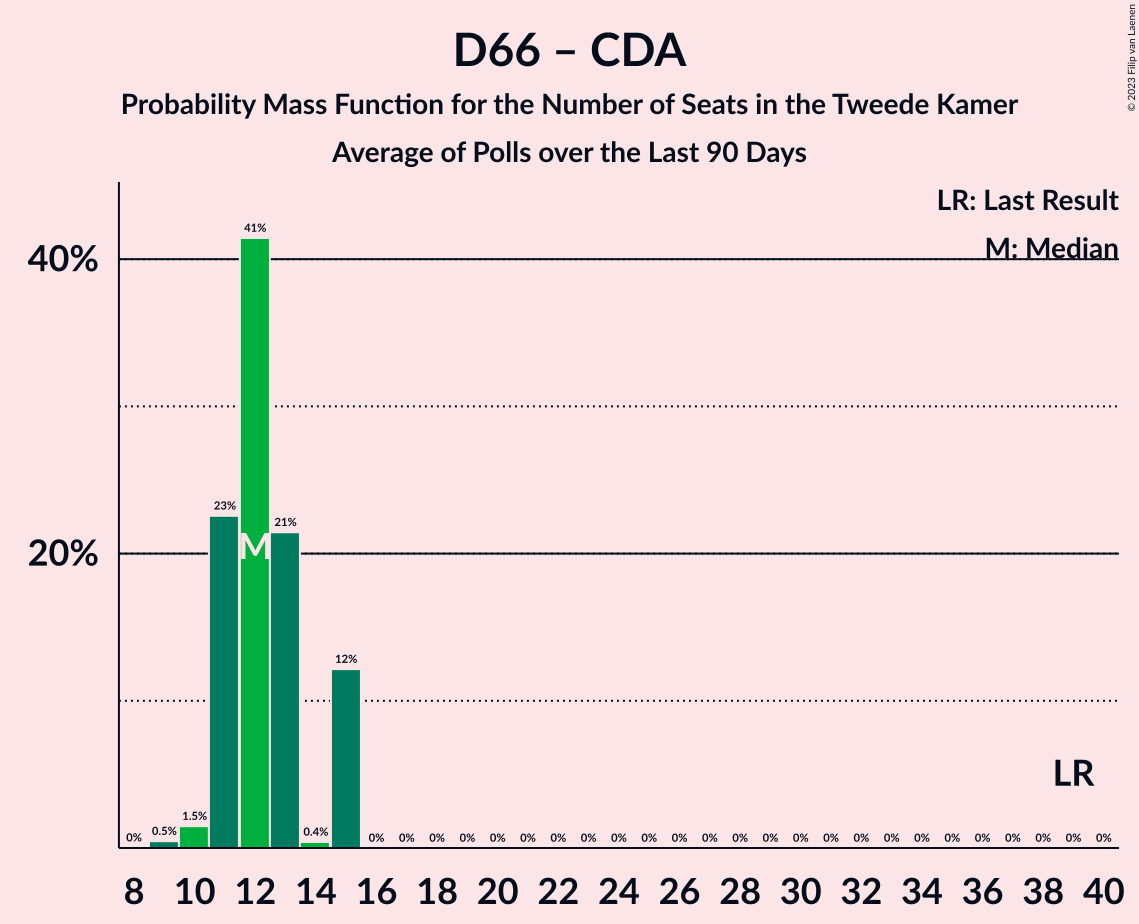 D66 – CDA
Probability Mass Function for the Number of Seats in the Tweede Kamer
Average of Polls over the Last 90 Days
© 2023 Filip van Laenen
LR: Last Result
M: Median
40%
20%
41%
23%
21%
12%
M
LR
0% 0.5% 1.5% 0.4% 0% 0% 0% 0% 0% 0% 0% 0% 0% 0% 0% 0% 0% 0% 0% 0% 0% 0% 0% 0% 0% 0% 0% 0% 0%
8 10 12 14 16 18 20 22 24 26 28 30 32 34 36 38 40